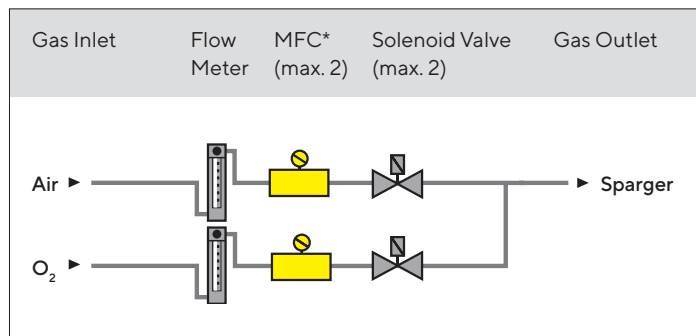 Gas Inlet
Flow Meter
MFC* (max. 2)
Solenoid Valve (max. 2)
Gas Outlet
Air
Sparger
O₂